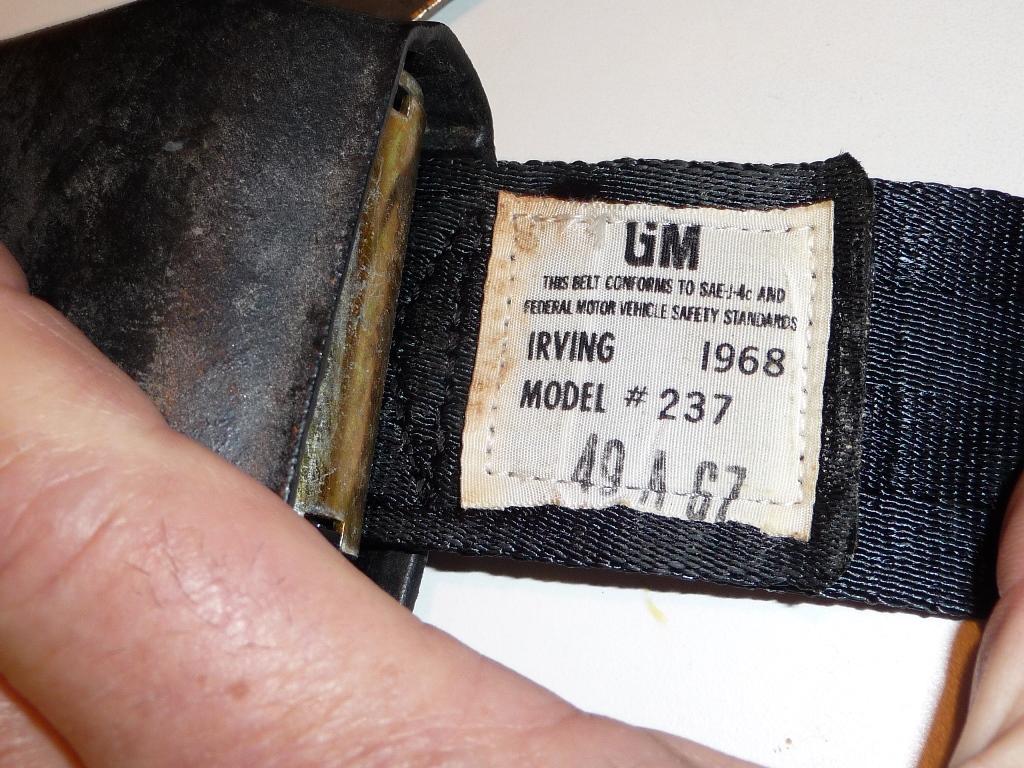 GM
THIS BELT CONFORMS TO SAE J-4c AND
FEDERAL MOTOR VEHICLE SAFETY STANDARDS
IRVING 1968
MODEL # 237
49 A 67